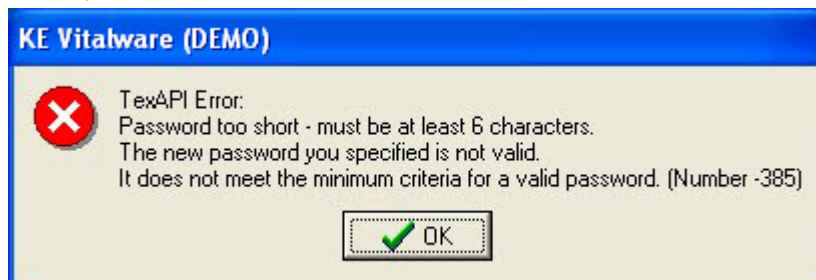 KE Vitalware (DEMO)
TexAPI Error:
Password too short - must be at least 6 characters.
The new password you specified is not valid.
It does not meet the minimum criteria for a valid password. (Number -385)
OK